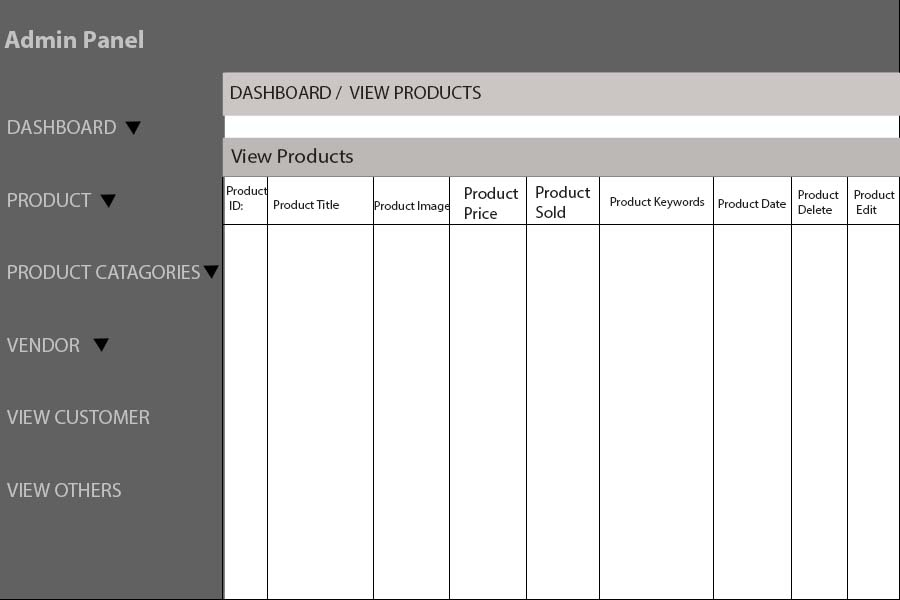 Admin Panel
DASHBOARD / VIEW PRODUCTS
DASHBOARD
PRODUCT
PRODUCT CATAGORIES
VENDOR
VIEW CUSTOMER
VIEW OTHERS
View Products
Product
ID:
Product Title
Product Image
Product
Price
Product
Sold
Product Keywords
Product Date
Product
Delete
Product
Edit